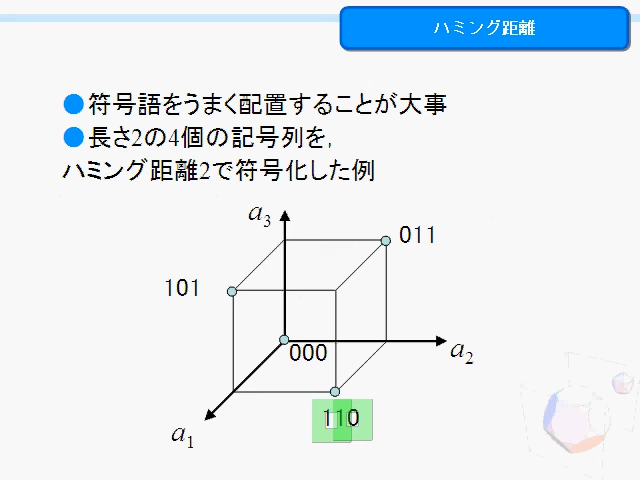 ハミング距離
●符号語をうまく配置することが大事
●長さ2の4個の記号列を,
ハミング距離2で符号化した例
a3
011
101
000
a2
110
a1